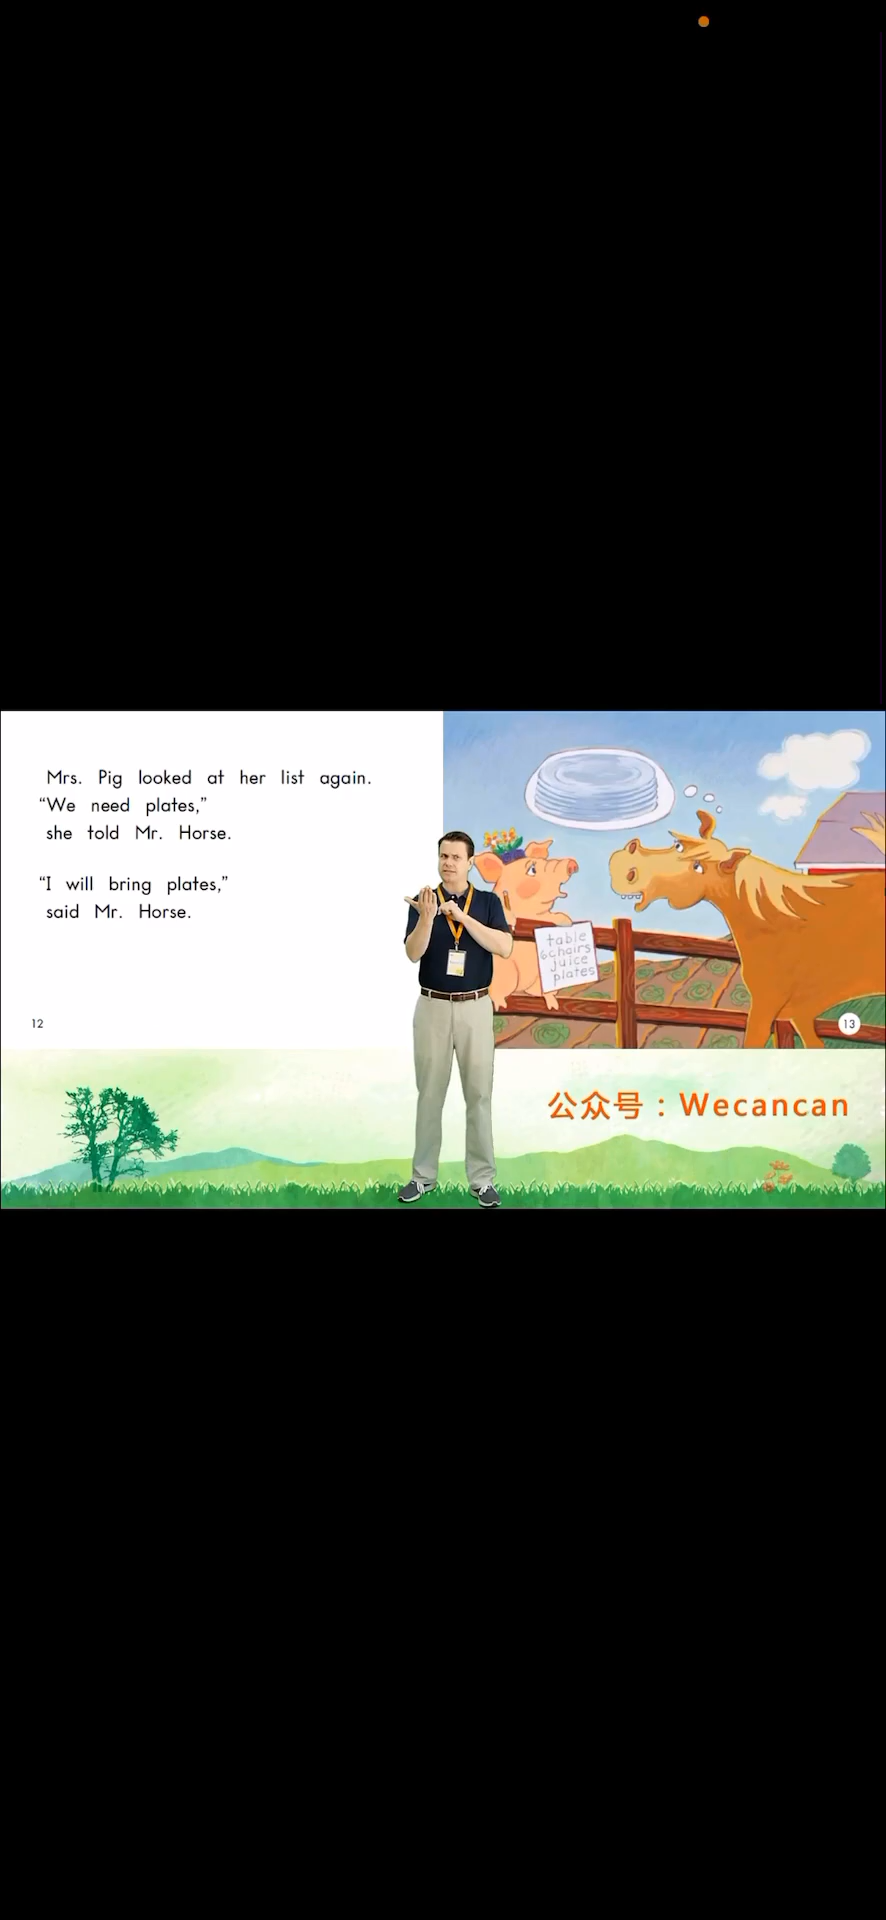 Mrs. Pig looked at her list again.
“We need plates,”
she told Mr. Horse.
“I will bring plates,”
said Mr. Horse.
12
table
6 chairs
juice
plates
13
公众号：Wecancan